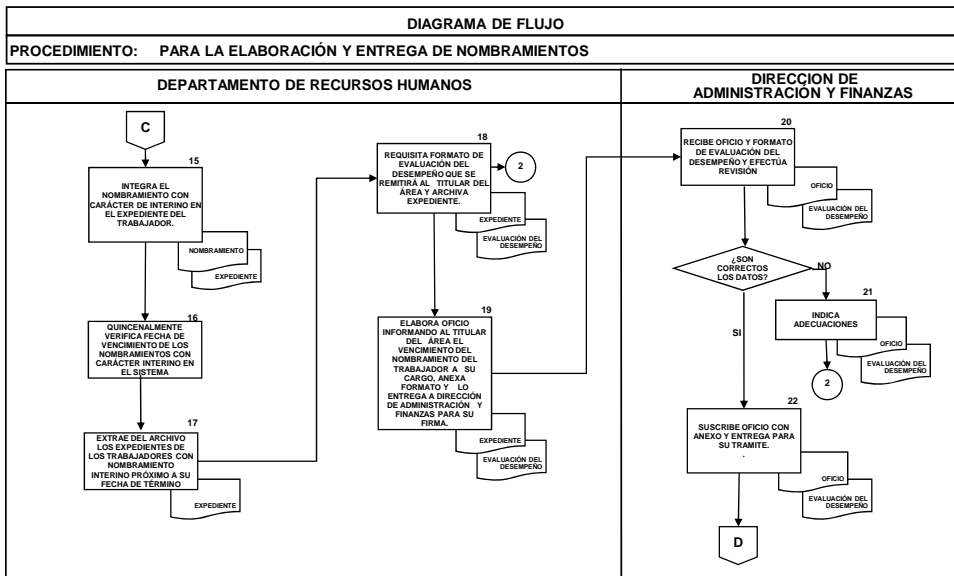 DIAGRAMA DE FLUJO
PROCEDIMIENTO: PARA LA ELABORACIÓN Y ENTREGA DE NOMBRAMIENTOS
DEPARTAMENTO DE RECURSOS HUMANOS
DIRECCION DE
ADMINISTRACIÓN Y FINANZAS
C
15
INTEGRA EL
NOMBRAMIENTO CON
CARÁCTER DE INTERINO EN
EL EXPEDIENTE DEL
TRABAJADOR.
NOMBRAMIENTO
EXPEDIENTE
16
QUINCENALMENTE
VERIFICA FECHA DE
VENCIMIENTO DE LOS
NOMBRAMIENTOS CON
CARÁCTER INTERINO EN
EL SISTEMA
17
EXTRAE DEL ARCHIVO
LOS EXPEDIENTES DE
LOS TRABAJADORES CON
NOMBRAMIENTO
INTERINO PRÓXIMO A SU
FECHA DE TÉRMINO
EXPEDIENTE
18
REQUISITA FORMATO DE
EVALUACIÓN DEL
DESEMPEÑO QUE SE
REMITIRÁ AL TITULAR DEL
ÁREA Y ARCHIVA
EXPEDIENTE.
2
EXPEDIENTE
EVALUACIÓN DEL
DESEMPEÑO
19
ELABORA OFICIO
INFORMANDO AL TITULAR
DEL ÁREA EL
VENCIMIENTO DEL
NOMBRAMIENTO DEL
TRABAJADOR A SU
CARGO, ANEXA
FORMATO Y LO
ENTREGA A DIRECCIÓN
DE ADMINISTRACIÓN Y
FINANZAS PARA SU
FIRMA.
EXPEDIENTE
EVALUACIÓN DEL
DESEMPEÑO
20
RECIBE OFICIO Y FORMATO
DE EVALUACIÓN DEL
DESEMPEÑO Y EFECTÚA
REVISIÓN
OFICIO
EVALUACIÓN DEL
DESEMPEÑO
¿SON
CORRECTOS
LOS DATOS?
NO
SI
21
INDICA
ADECUACIONES
OFICIO
EVALUACIÓN DEL
DESEMPEÑO
2
22
SUSCRIBE OFICIO CON
ANEXO Y ENTREGA PARA
SU TRAMITE.
.
OFICIO
EVALUACIÓN DEL
DESEMPEÑO
D